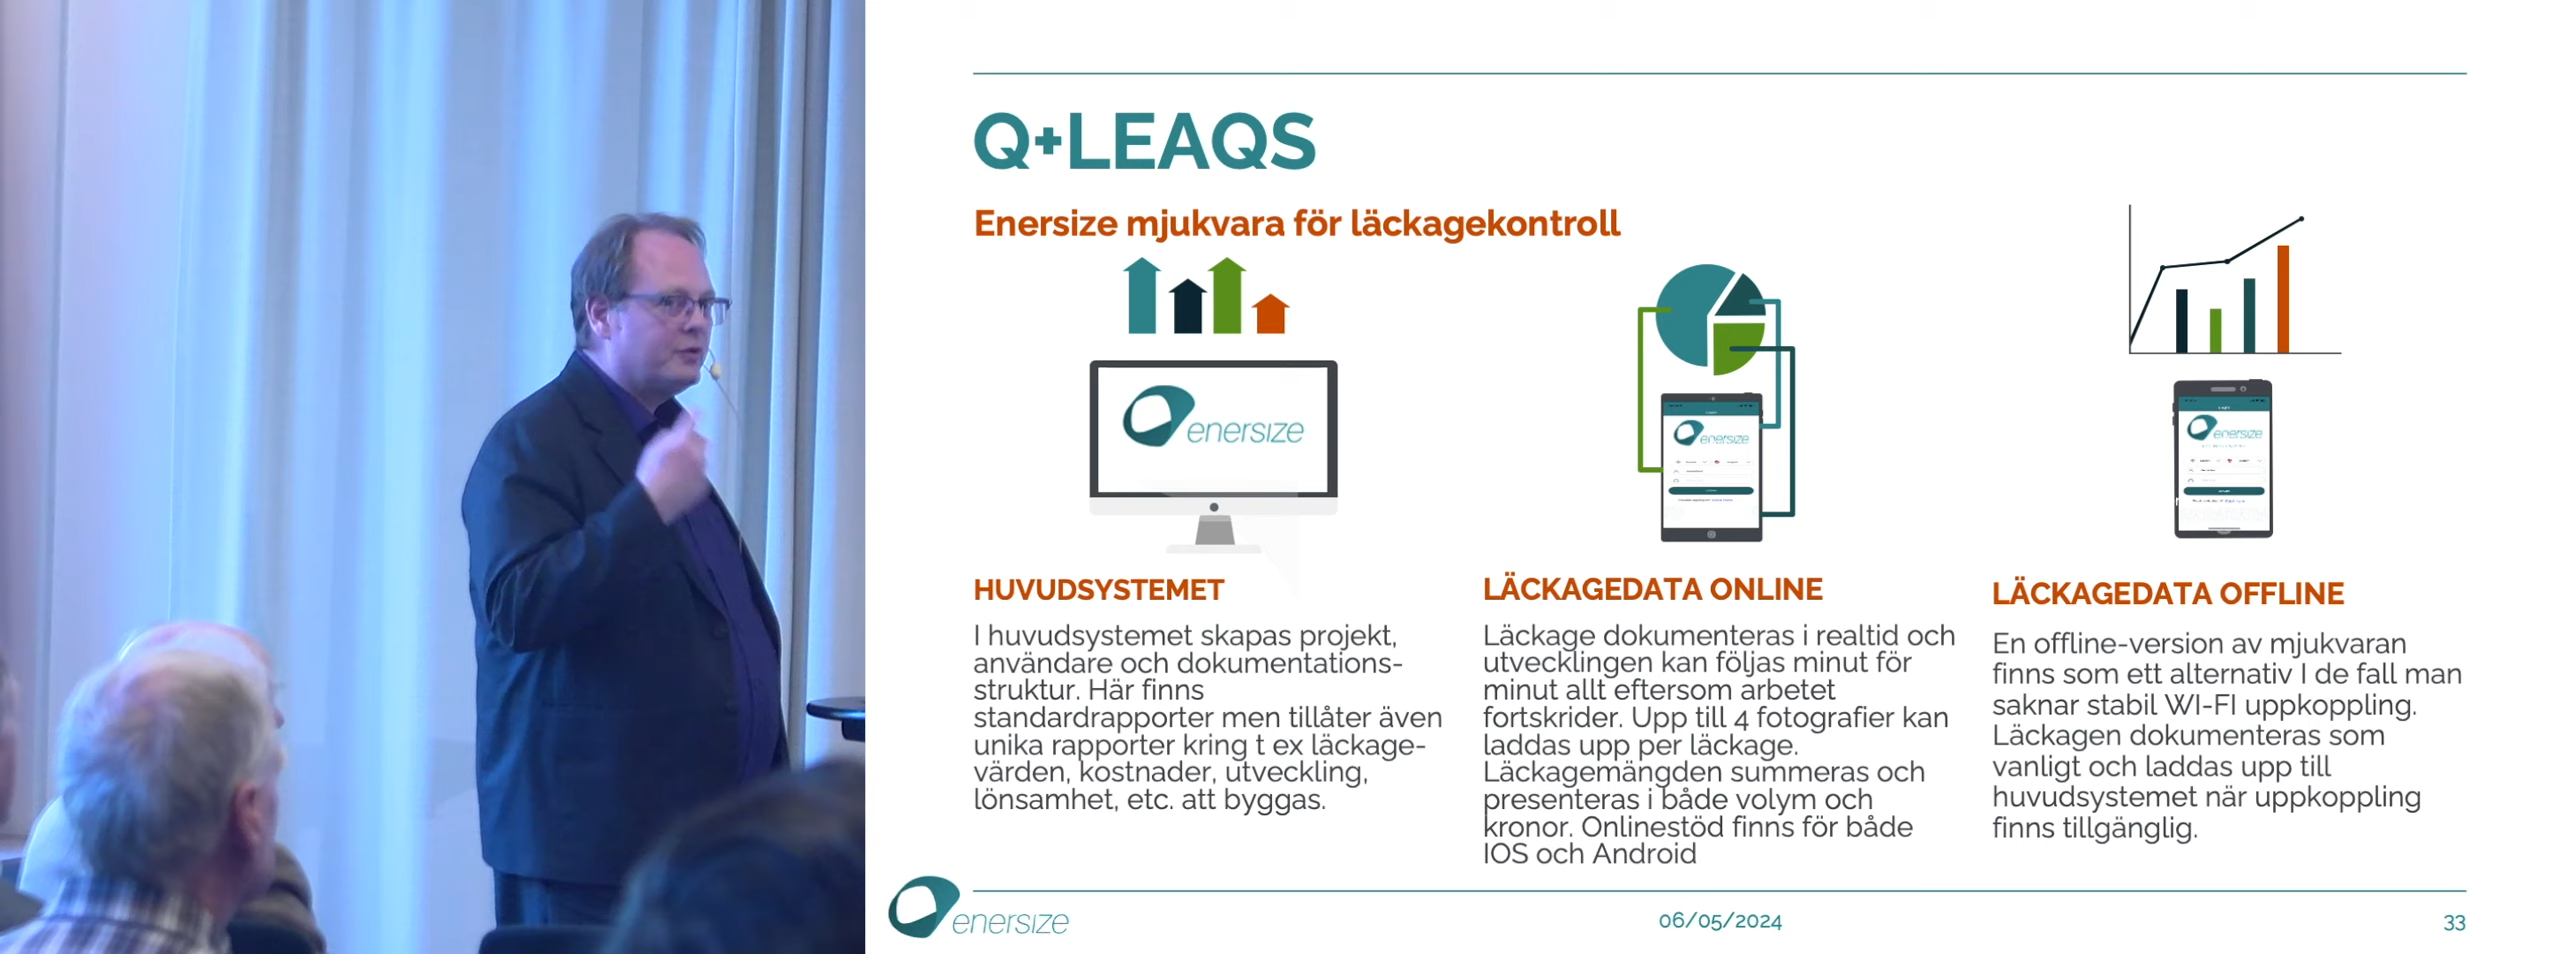 Q+LEAQS
Enersize mjukvara för läckagekontroll
enersize
enersize
enersize
HUVUDSYSTEMET
I huvudsystemet skapas projekt,
användare och dokumentations-
struktur. Här finns
standardrapporter men tillåter även
unika rapporter kring t ex läckage-
värden, kostnader, utveckling,
lönsamhet, etc. att byggas.
LÄCKAGEDATA ONLINE
Läckage dokumenteras i realtid och
utvecklingen kan följas minut för
minut allt eftersom arbetet
fortskrider. Upp till 4 fotografier kan
laddas upp per läckage.
Läckagemängden summeras och
presenteras i både volym och
kronor. Onlinestöd finns för både
IOS och Android
LÄCKAGEDATA OFFLINE
En offline-version av mjukvaran
finns som ett alternativ I de fall man
saknar stabil WI-FI uppkoppling.
Läckagen dokumenteras som
vanligt och laddas upp till
huvudsystemet när uppkoppling
finns tillgänglig.
enersize
06/05/2024
33